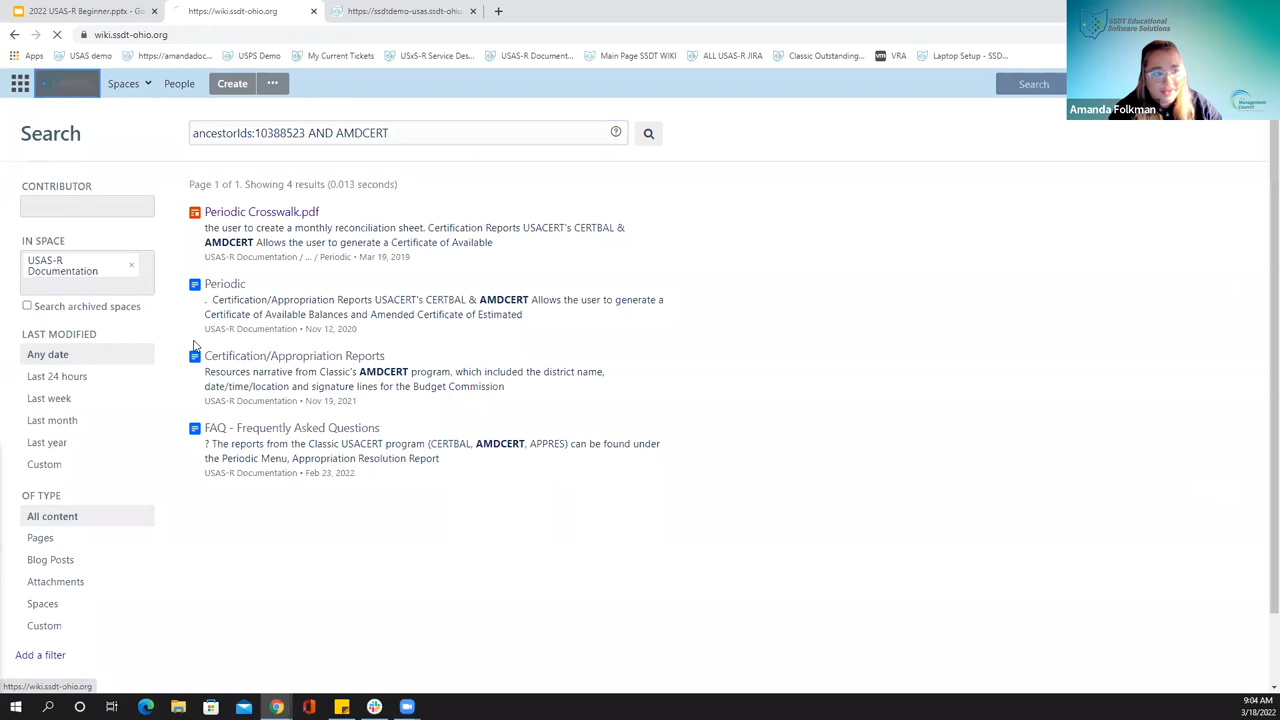 2022 USAS-R Beginner.pptx - Go
https://wiki.ssdt-ohio.org
https://ssdtdemo-usas.ssdt-ohio
wiki.ssdt-ohio.org
Apps
USAS demo
https://amandadoc...
USPS Demo
My Current Tickets
USxS-R Service Des...
USAS-R Document...
Main Page SSDT WIKI
ALL USAS-R JIRA
Classic Outstanding...
VRA
Laptop Setup - SSD...
Spaces
People
Create
Search
SSDT Educational
Software Solutions
Management
Council
Amanda Folkman
Search
ancestorIds:10388523 AND AMDCERT
CONTRIBUTOR
IN SPACE
USAS-R
Documentation
Search archived spaces
LAST MODIFIED
Any date
Last 24 hours
Last week
Last month
Last year
Custom
OF TYPE
All content
Pages
Blog Posts
Attachments
Spaces
Custom
Add a filter
Page 1 of 1. Showing 4 results (0.013 seconds)
Periodic Crosswalk.pdf
the user to create a monthly reconciliation sheet. Certification Reports USACERT's CERTBAL &
AMDCERT Allows the user to generate a Certificate of Available
USAS-R Documentation / ... / Periodic • Mar 19, 2019
Periodic
. Certification/Appropriation Reports USACERT's CERTBAL & AMDCERT Allows the user to generate a
Certificate of Available Balances and Amended Certificate of Estimated
USAS-R Documentation • Nov 12, 2020
Certification/Appropriation Reports
Resources narrative from Classic's AMDCERT program, which included the district name,
date/time/location and signature lines for the Budget Commission
USAS-R Documentation • Nov 19, 2021
FAQ - Frequently Asked Questions
? The reports from the Classic USACERT program (CERTBAL, AMDCERT, APPRES) can be found under
the Periodic Menu, Appropriation Resolution Report
USAS-R Documentation • Feb 23, 2022
https://wiki.ssdt-ohio.org
9:04 AM
3/18/2022